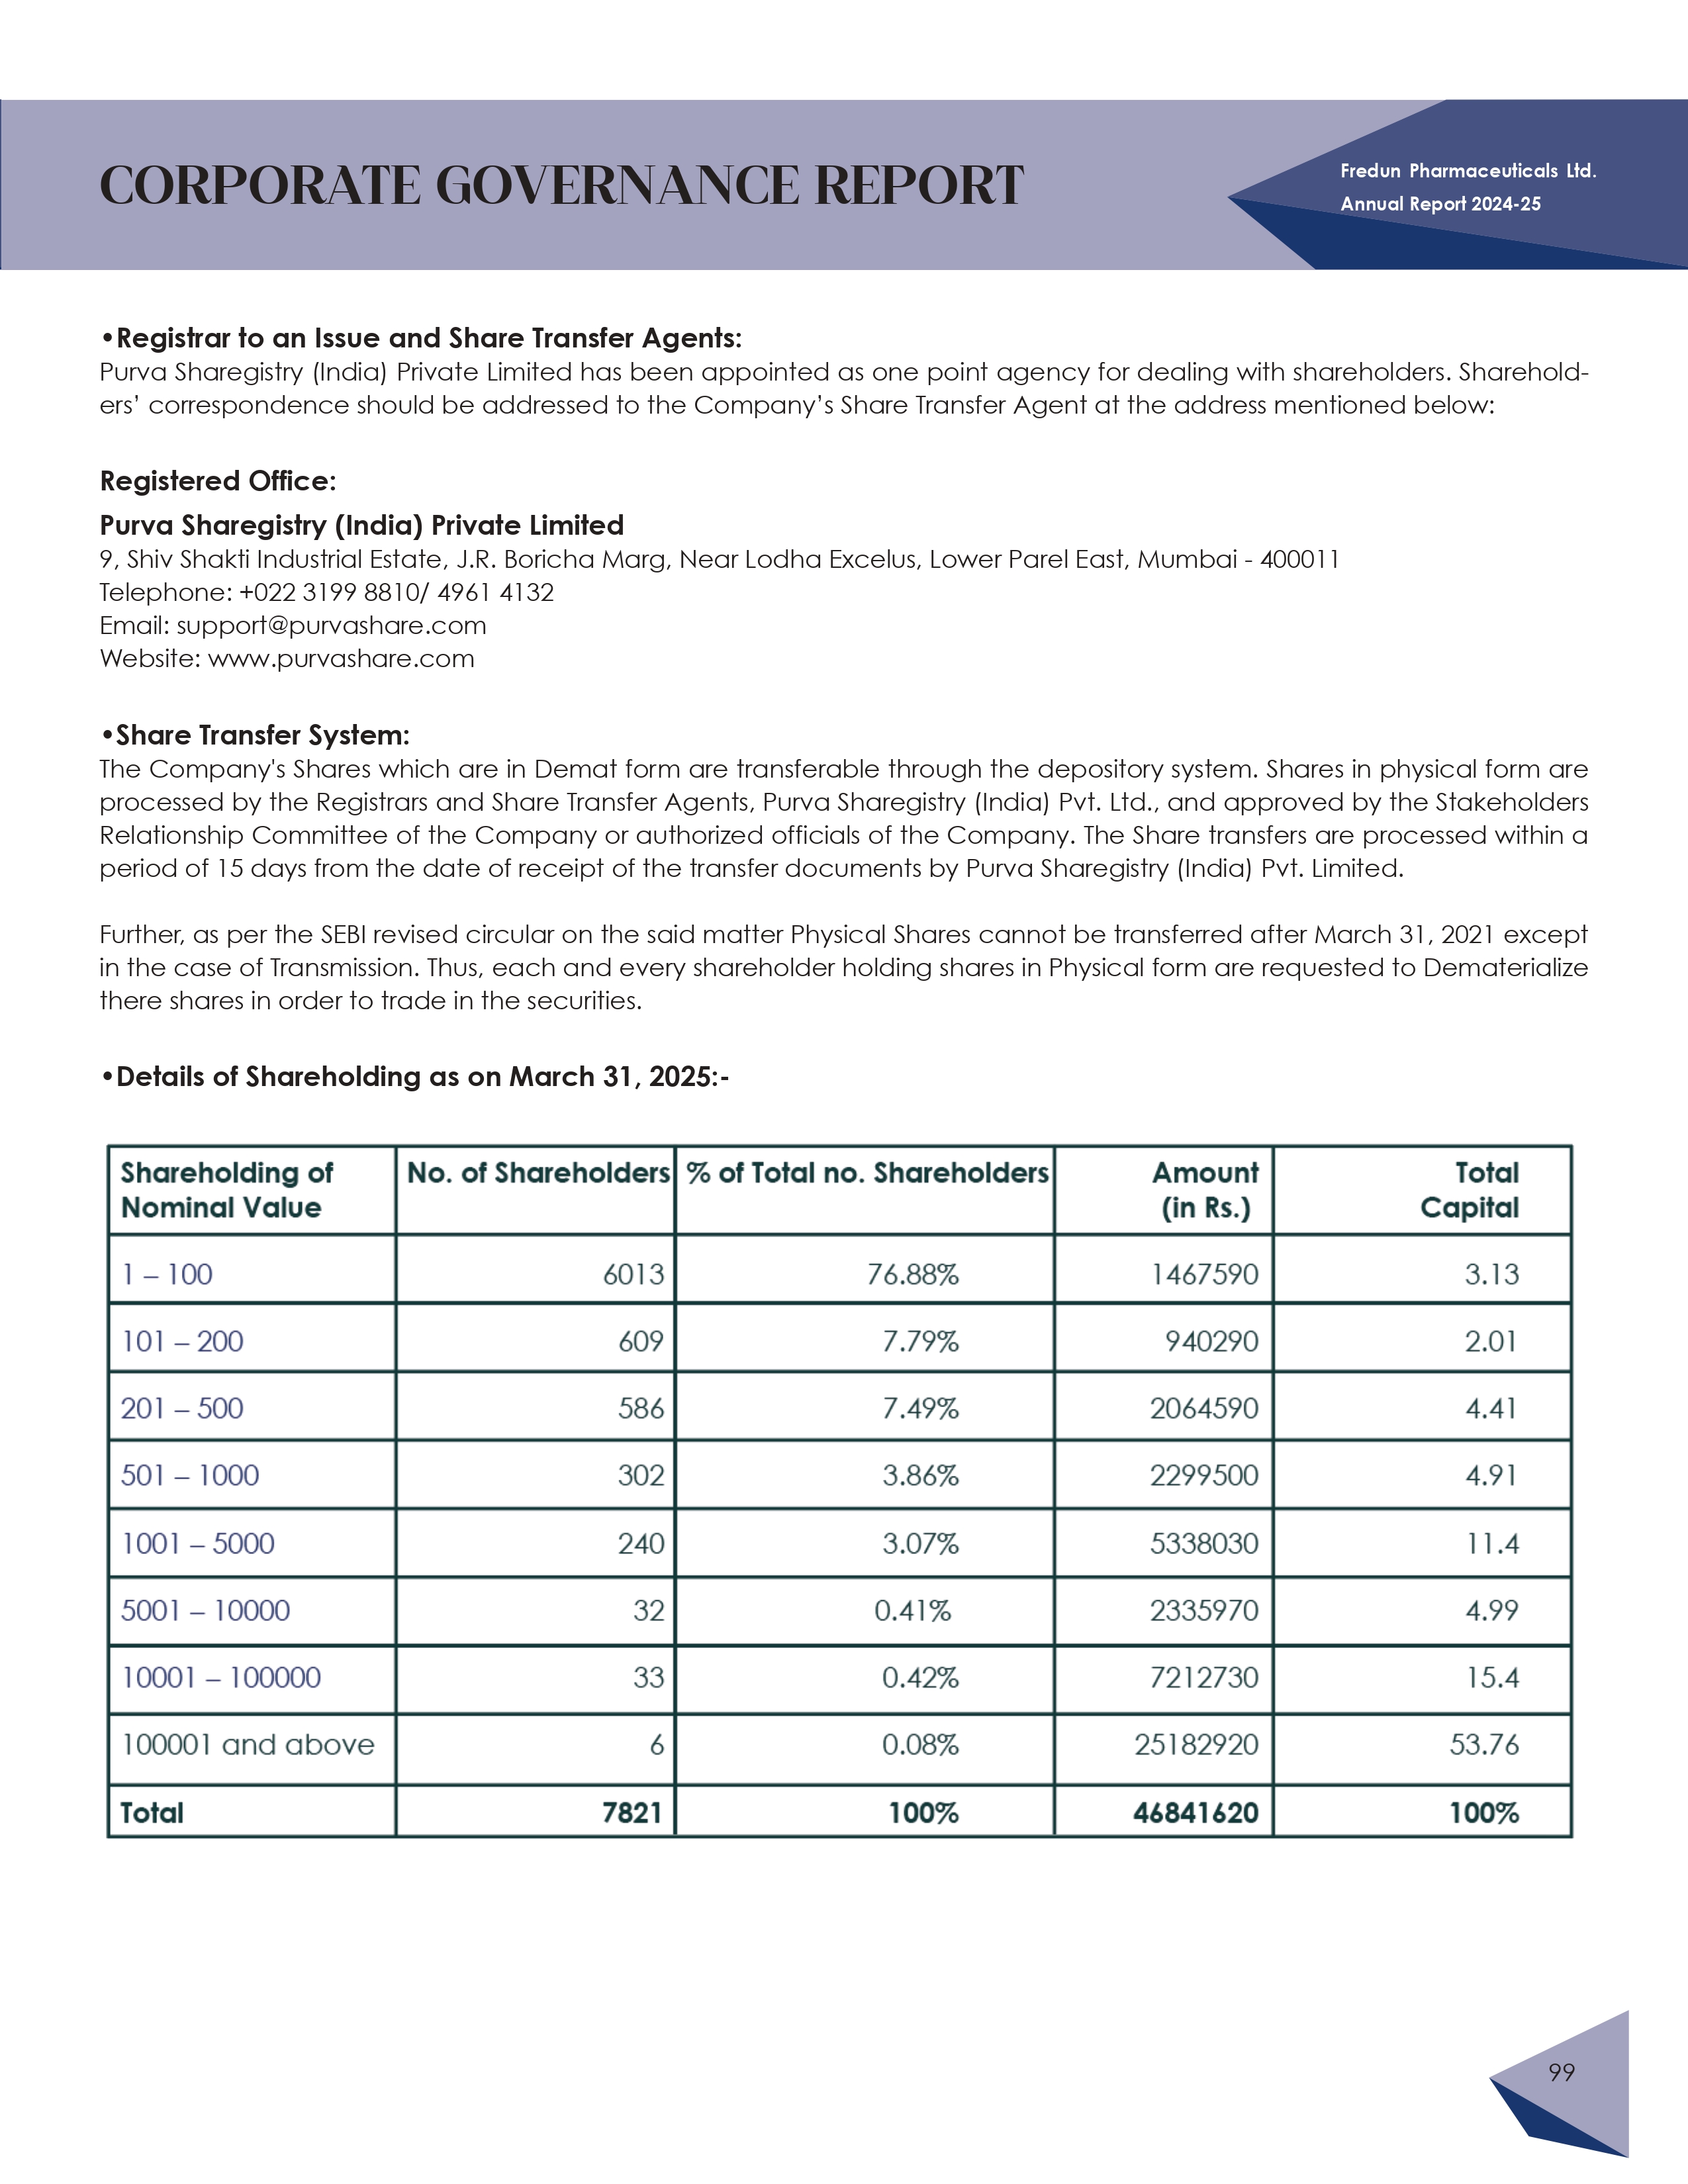 CORPORATE GOVERNANCE REPORT
Fredun Pharmaceuticals Ltd.
Annual Report 2024-25
•Registrar to an Issue and Share Transfer Agents:
Purva Sharegistry (India) Private Limited has been appointed as one point agency for dealing with shareholders. Sharehold-
ers’ correspondence should be addressed to the Company’s Share Transfer Agent at the address mentioned below:
Registered Office:
Purva Sharegistry (India) Private Limited
9, Shiv Shakti Industrial Estate, J.R. Boricha Marg, Near Lodha Excelus, Lower Parel East, Mumbai - 400011
Telephone: +022 3199 8810/ 4961 4132
Email: support@purvashare.com
Website: www.purvashare.com
•Share Transfer System:
The Company's Shares which are in Demat form are transferable through the depository system. Shares in physical form are
processed by the Registrars and Share Transfer Agents, Purva Sharegistry (India) Pvt. Ltd., and approved by the Stakeholders
Relationship Committee of the Company or authorized officials of the Company. The Share transfers are processed within a
period of 15 days from the date of receipt of the transfer documents by Purva Sharegistry (India) Pvt. Limited.
Further, as per the SEBI revised circular on the said matter Physical Shares cannot be transferred after March 31, 2021 except
in the case of Transmission. Thus, each and every shareholder holding shares in Physical form are requested to Dematerialize
there shares in order to trade in the securities.
•Details of Shareholding as on March 31, 2025:-
Shareholding of Nominal Value No. of Shareholders % of Total no. Shareholders Amount (in Rs.) Total Capital
1 – 100 6013 76.88% 1467590 3.13
101 – 200 609 7.79% 940290 2.01
201 – 500 586 7.49% 2064590 4.41
501 – 1000 302 3.86% 2299500 4.91
1001 – 5000 240 3.07% 5338030 11.4
5001 – 10000 32 0.41% 2335970 4.99
10001 – 100000 33 0.42% 7212730 15.4
100001 and above 6 0.08% 25182920 53.76
Total 7821 100% 46841620 100%
99